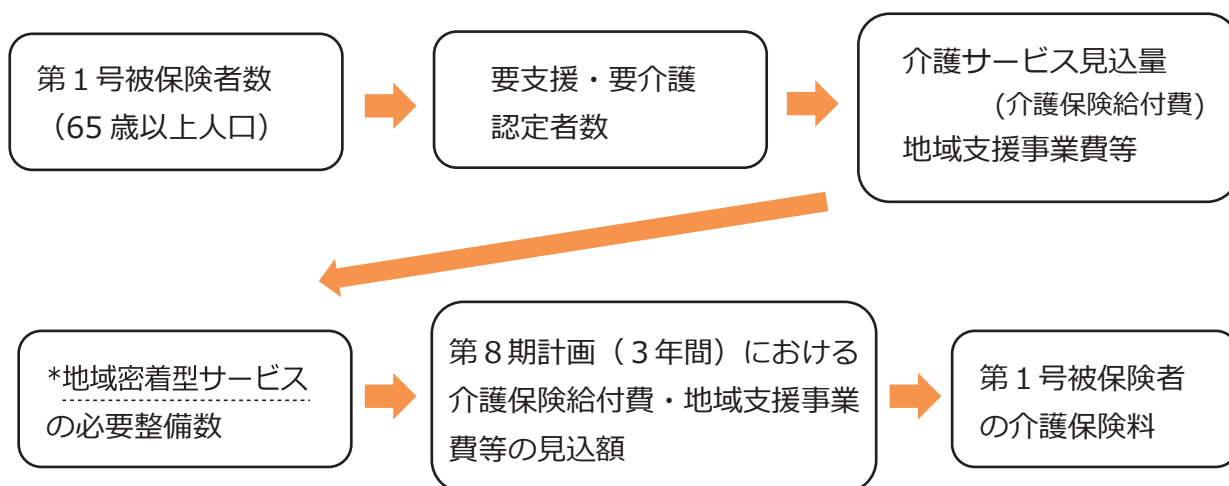 第１号被保険者数
（65 歳以上人口）
要支援・要介護
認定者数
介護サービス見込量
(介護保険給付費)
地域支援事業費等
*地域密着型サービス
の必要整備数
第８期計画（３年間）における
介護保険給付費・地域支援事業
費等の見込額
第１号被保険者
の介護保険料